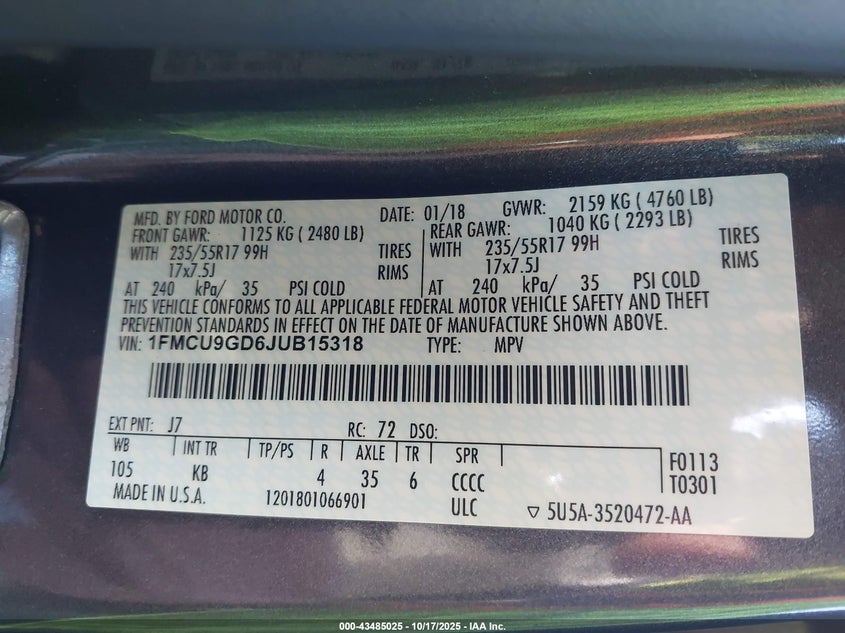 MFD. BY FORD MOTOR CO. DATE: 01/18 GVWR: 2159 KG ( 4760 LB)
FRONT GAWR: 1125 KG ( 2480 LB) REAR GAWR: 1040 KG ( 2293 LB)
WITH 235/55R17 99H TIRES WITH 235/55R17 99H TIRES
17x7.5J RIMS 17x7.5J RIMS
AT 240 kPa/ 35 PSI COLD AT 240 kPa/ 35 PSI COLD
THIS VEHICLE CONFORMS TO ALL APPLICABLE FEDERAL MOTOR VEHICLE SAFETY AND THEFT
PREVENTION STANDARDS IN EFFECT ON THE DATE OF MANUFACTURE SHOWN ABOVE.
VIN: 1FMCU9GD6JUB15318 TYPE: MPV
EXT PNT: J7 RC: 72 DSO:
WB INT TR TP/PS R AXLE TR SPR F0113
105 KB 4 35 6 CCCC T0301
MADE IN U.S.A. 1201801066901 ULC ▽ 5U5A-3520472-AA
000-43485025 - 10/17/2025 - IAA Inc.